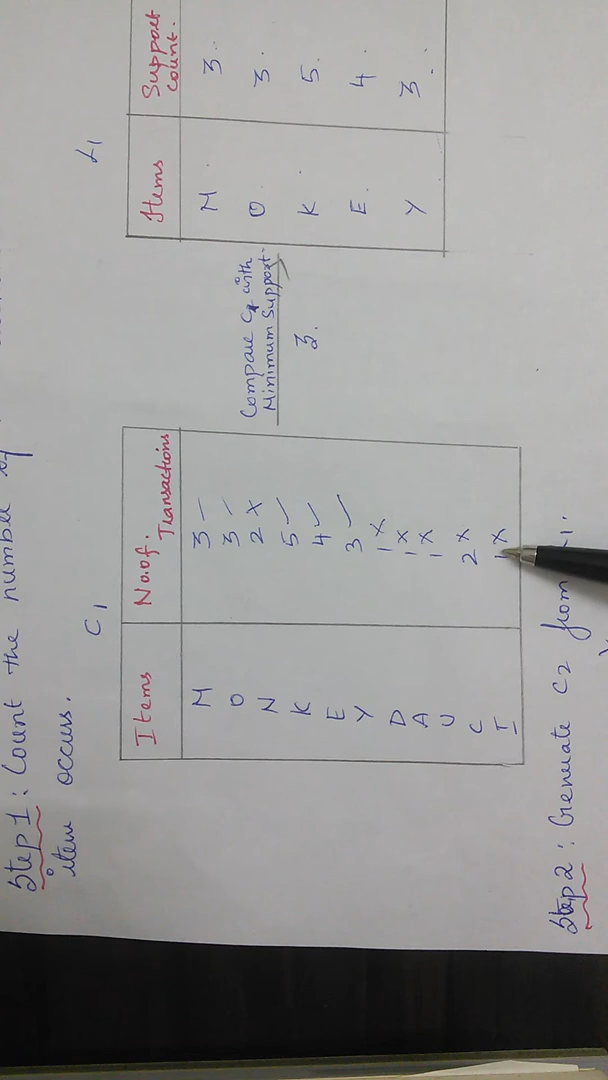 Step 1 : Count the number of
item occurs.
C1
Items No.of. Transactions
M 3
O 3
N 2 X
K 5 ✓
E 4 ✓
Y 3 ✓
D 1 X
A 1 X
U 1 X
C 2 X
I 1 X
Compare C1 with
Minimum Support.
3.
L1
Items Support count.
M 3
O 3
K 5
E 4
Y 3
Step 2 : Generate C2 from